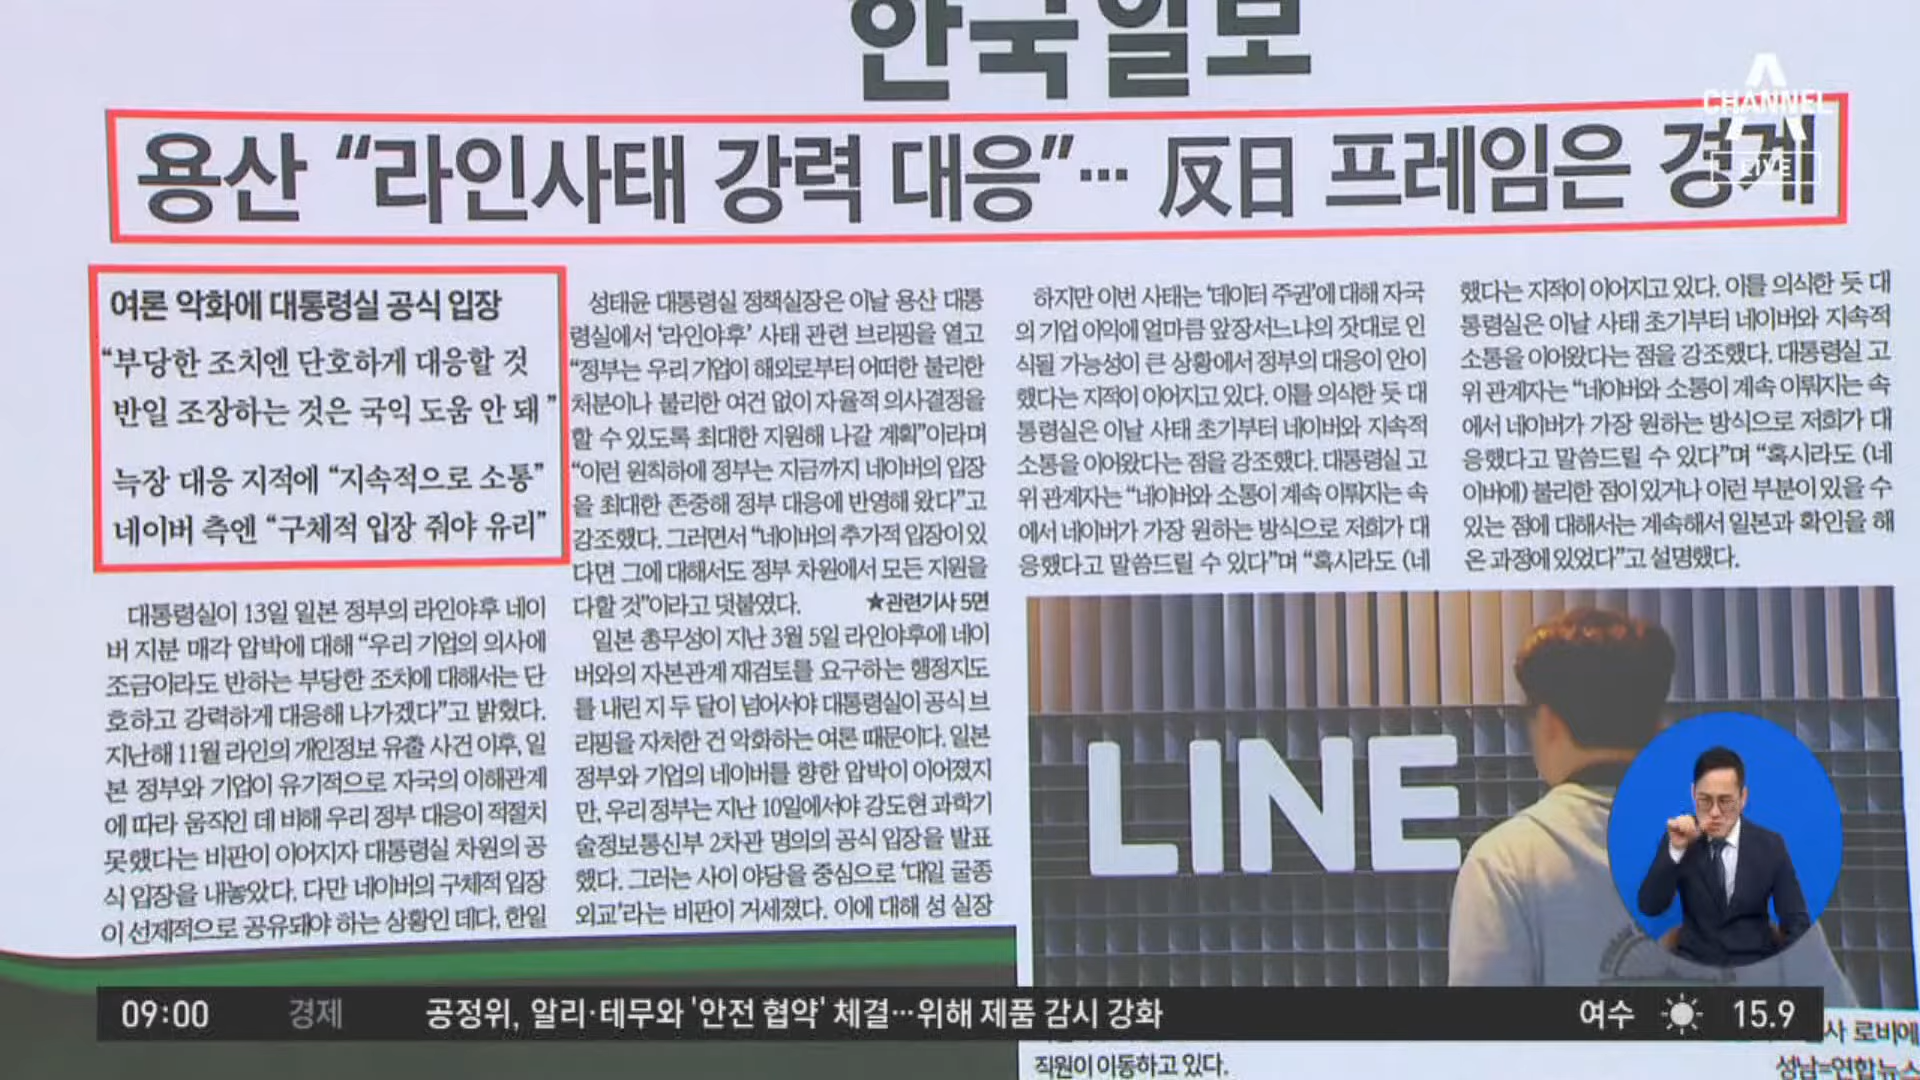 한국일보
CHANNEL A
LIVE
용산 “라인사태 강력 대응”… 反日 프레임은 경계
여론 악화에 대통령실 공식 입장
“부당한 조치엔 단호하게 대응할 것
반일 조장하는 것은 국익 도움 안 돼”
늑장 대응 지적에 “지속적으로 소통”
네이버 측엔 “구체적 입장 줘야 유리”
대통령실이 13일 일본 정부의 라인야후 네이
버 지분 매각 압박에 대해 “우리 기업의 의사에
조금이라도 반하는 부당한 조치에 대해서는 단
호하고 강력하게 대응해 나가겠다”고 밝혔다.
지난해 11월 라인의 개인정보 유출 사건 이후, 일
본 정부와 기업이 유기적으로 자국의 이해관계
에 따라 움직인 데 비해 우리 정부 대응이 적절치
못했다는 비판이 이어지자 대통령실 차원의 공
식 입장을 내놓았다. 다만 네이버의 구체적 입장
이 선제적으로 공유돼야 하는 상황인 데다, 한일
성태윤 대통령실 정책실장은 이날 용산 대통
령실에서 ‘라인야후’ 사태 관련 브리핑을 열고
“정부는 우리 기업이 해외로부터 어떠한 불리한
처분이나 불리한 여건 없이 자율적 의사결정을
할 수 있도록 최대한 지원해 나갈 계획”이라며
“이런 원칙하에 정부는 지금까지 네이버의 입장
을 최대한 존중해 정부 대응에 반영해 왔다”고
강조했다. 그러면서 “네이버의 추가적 입장이 있
다면 그에 대해서도 정부 차원에서 모든 지원을
다할 것”이라고 덧붙였다. ★관련기사 5면
일본 총무성이 지난 3월 5일 라인야후에 네이
버와의 자본관계 재검토를 요구하는 행정지도
를 내린 지 두 달이 넘어서야 대통령실이 공식 브
리핑을 자처한 건 악화하는 여론 때문이다. 일본
정부와 기업의 네이버를 향한 압박이 이어졌지
만, 우리 정부는 지난 10일에서야 강도현 과학기
술정보통신부 2차관 명의의 공식 입장을 발표
했다. 그러는 사이 야당을 중심으로 ‘대일 굴종
외교’라는 비판이 거세졌다. 이에 대해 성 실장
하지만 이번 사태는 ‘데이터 주권’에 대해 자국
의 기업 이익에 얼마큼 앞장서느냐의 잣대로 인
식될 가능성이 큰 상황에서 정부의 대응이 안이
했다는 지적이 이어지고 있다. 이를 의식한 듯 대
통령실은 이날 사태 초기부터 네이버와 지속적
소통을 이어왔다는 점을 강조했다. 대통령실 고
위 관계자는 “네이버와 소통이 계속 이뤄지는 속
에서 네이버가 가장 원하는 방식으로 저희가 대
응했다고 말씀드릴 수 있다”며 “혹시라도 (네
했다는 지적이 이어지고 있다. 이를 의식한 듯 대
통령실은 이날 사태 초기부터 네이버와 지속적
소통을 이어왔다는 점을 강조했다. 대통령실 고
위 관계자는 “네이버와 소통이 계속 이뤄지는 속
에서 네이버가 가장 원하는 방식으로 저희가 대
응했다고 말씀드릴 수 있다”며 “혹시라도 (네
이버에) 불리한 점이 있거나 이런 부분이 있을 수
있는 점에 대해서는 계속해서 일본과 확인을 해
온 과정에 있었다”고 설명했다.
LINE
사 로비에
직원이 이동하고 있다.
성남=연합뉴스
09:00 경제 공정위, 알리·테무와 '안전 협약' 체결…위해 제품 감시 강화 여수 15.9